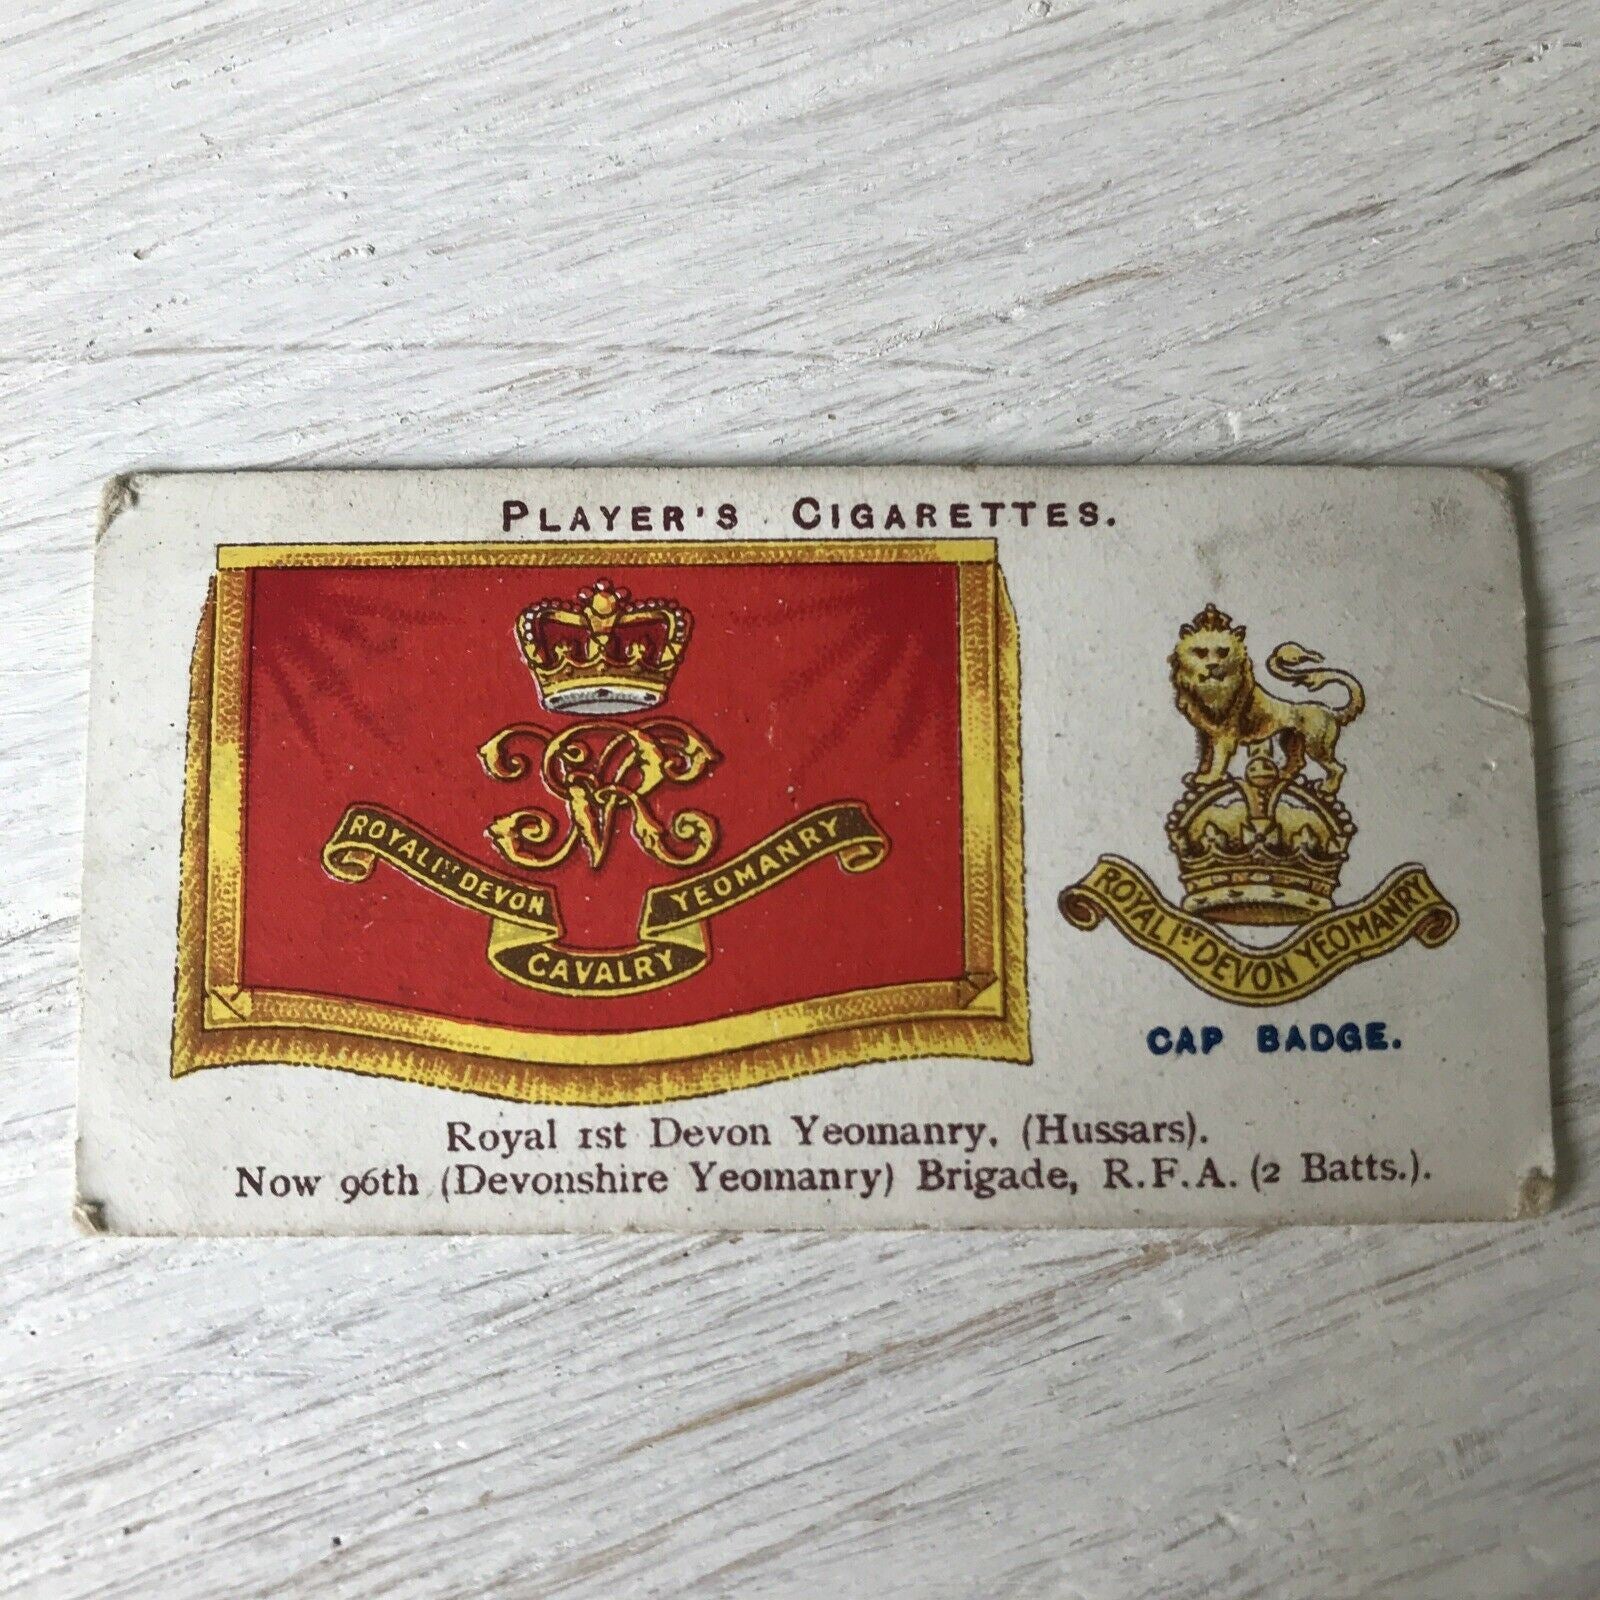 PLAYER'S CIGARETTES.
ROYAL 1ST DEVON
YEOMANRY
CAVALRY
VR
ROYAL 1ST DEVON YEOMANRY
CAP BADGE.
Royal 1st Devon Yeomanry, (Hussars).
Now 96th (Devonshire Yeomanry) Brigade, R.F.A. (2 Batts.).